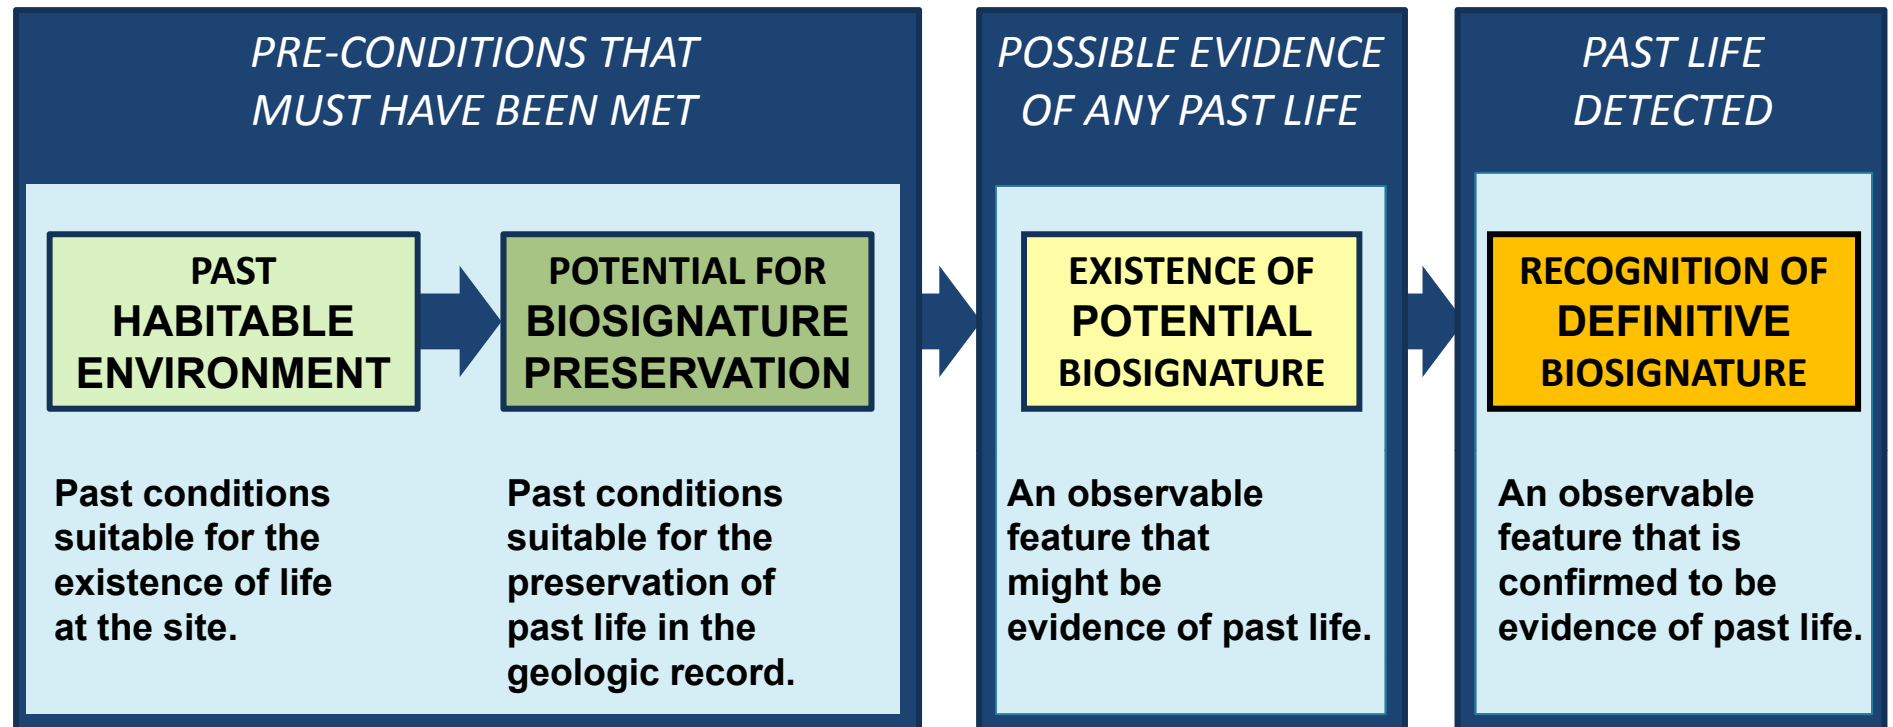 PRE-CONDITIONS THAT
MUST HAVE BEEN MET
PAST
HABITABLE
ENVIRONMENT
POTENTIAL FOR
BIOSIGNATURE
PRESERVATION
Past conditions
suitable for the
existence of life
at the site.
Past conditions
suitable for the
preservation of
past life in the
geologic record.
POSSIBLE EVIDENCE
OF ANY PAST LIFE
EXISTENCE OF
POTENTIAL
BIOSIGNATURE
An observable
feature that
might be
evidence of past life.
PAST LIFE
DETECTED
RECOGNITION OF
DEFINITIVE
BIOSIGNATURE
An observable
feature that is
confirmed to be
evidence of past life.